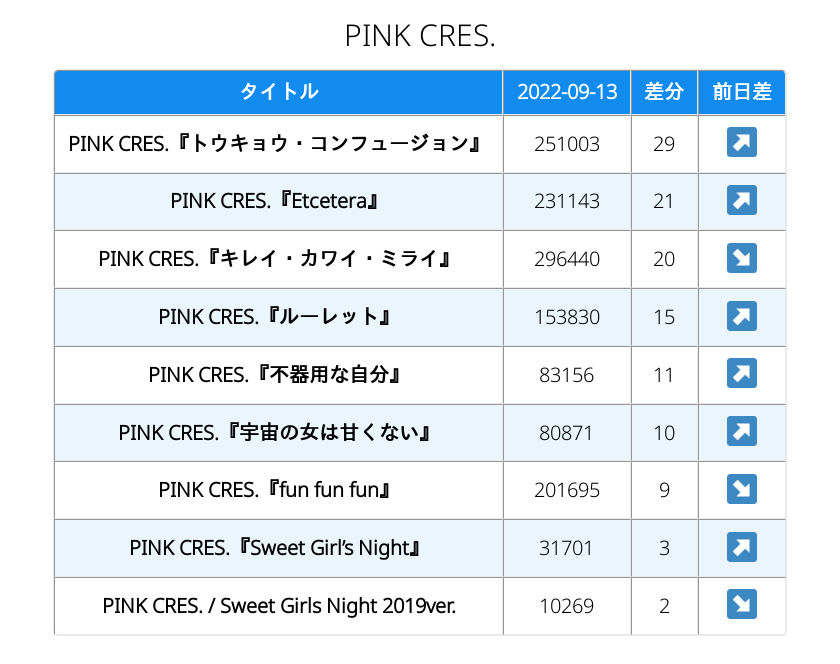 PINK CRES.
タイトル 2022-09-13 差分 前日差
PINK CRES.『トウキョウ・コンフュージョン』 251003 29 ↗
PINK CRES.『Etcetera』 231143 21 ↗
PINK CRES.『キレイ・カワイ・ミライ』 296440 20 ↘
PINK CRES.『ルーレット』 153830 15 ↗
PINK CRES.『不器用な自分』 83156 11 ↗
PINK CRES.『宇宙の女は甘くない』 80871 10 ↗
PINK CRES.『fun fun fun』 201695 9 ↘
PINK CRES.『Sweet Girl’s Night』 31701 3 ↗
PINK CRES. / Sweet Girls Night 2019ver. 10269 2 ↘